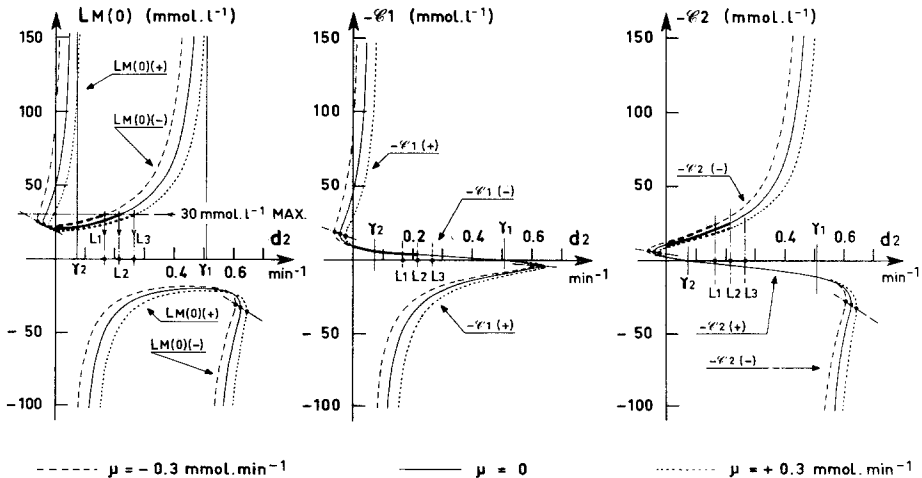 LM(0) (mmol.l⁻¹)
150
100
50
0
-50
-100
LM(0)(+)
LM(0)(-)
30 mmol.l⁻¹ MAX.
L1
L2
L3
γ2
0.4
γ1
0.6
d2
min⁻¹
LM(0)(+)
LM(0)(-)
-𝒞1 (mmol.l⁻¹)
150
100
50
0
-50
-100
-𝒞1(+)
-𝒞1(-)
γ2
0.2
0.4
γ1
0.6
d2
min⁻¹
L1
L2
L3
-𝒞1(+)
-𝒞2 (mmol.l⁻¹)
150
100
50
0
-50
-100
-𝒞2(-)
γ2
L1
L2
L3
0.4
γ1
0.6
d2
min⁻¹
-𝒞2(+)
-𝒞2(-)
μ = - 0.3 mmol.min⁻¹
μ = 0
μ = + 0.3 mmol.min⁻¹